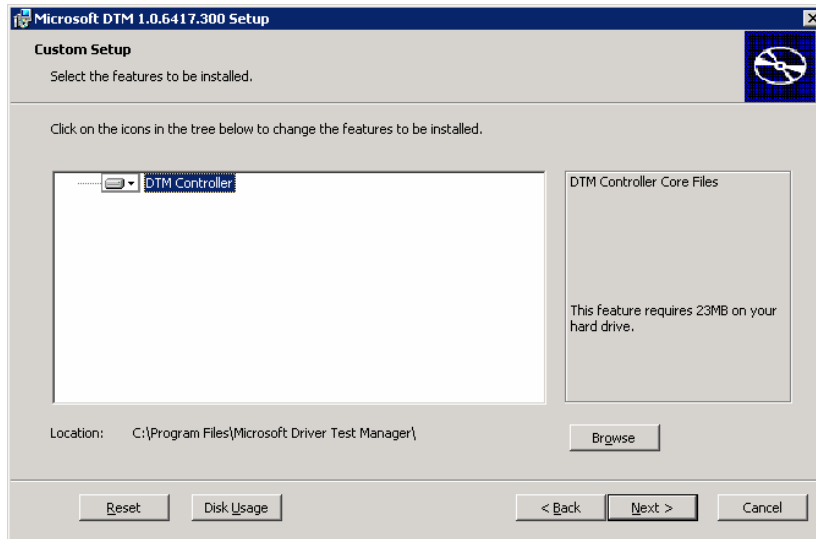 Microsoft DTM 1.0.6417.300 Setup
Custom Setup
Select the features to be installed.
Click on the icons in the tree below to change the features to be installed.
DTM Controller
DTM Controller Core Files
This feature requires 23MB on your
hard drive.
Location: C:\Program Files\Microsoft Driver Test Manager\
Browse
Reset Disk Usage < Back Next > Cancel